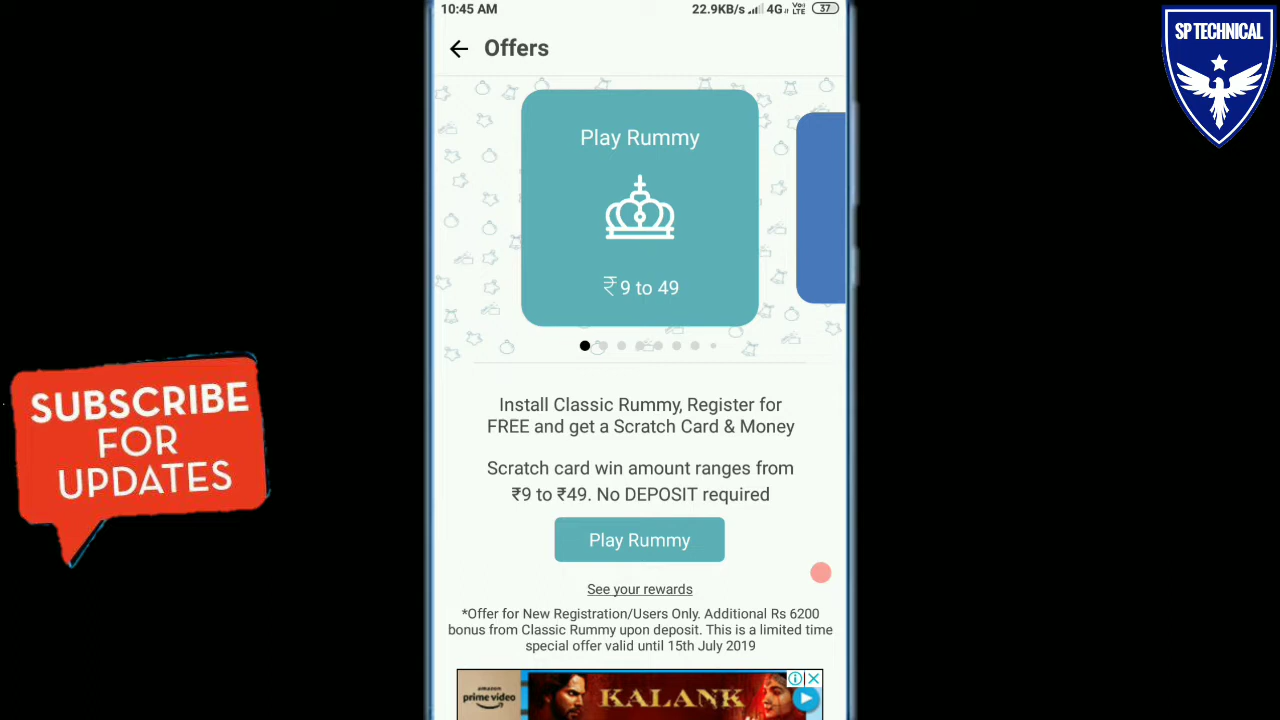 10:45 AM
22.9KB/s 4G VoLTE 37
SP TECHNICAL
Offers
Play Rummy
₹ 9 to 49
Install Classic Rummy, Register for
FREE and get a Scratch Card & Money
Scratch card win amount ranges from
₹9 to ₹49. No DEPOSIT required
Play Rummy
See your rewards
*Offer for New Registration/Users Only. Additional Rs 6200
bonus from Classic Rummy upon deposit. This is a limited time
special offer valid until 15th July 2019
SUBSCRIBE
FOR
UPDATES
amazon
prime video
KALANK